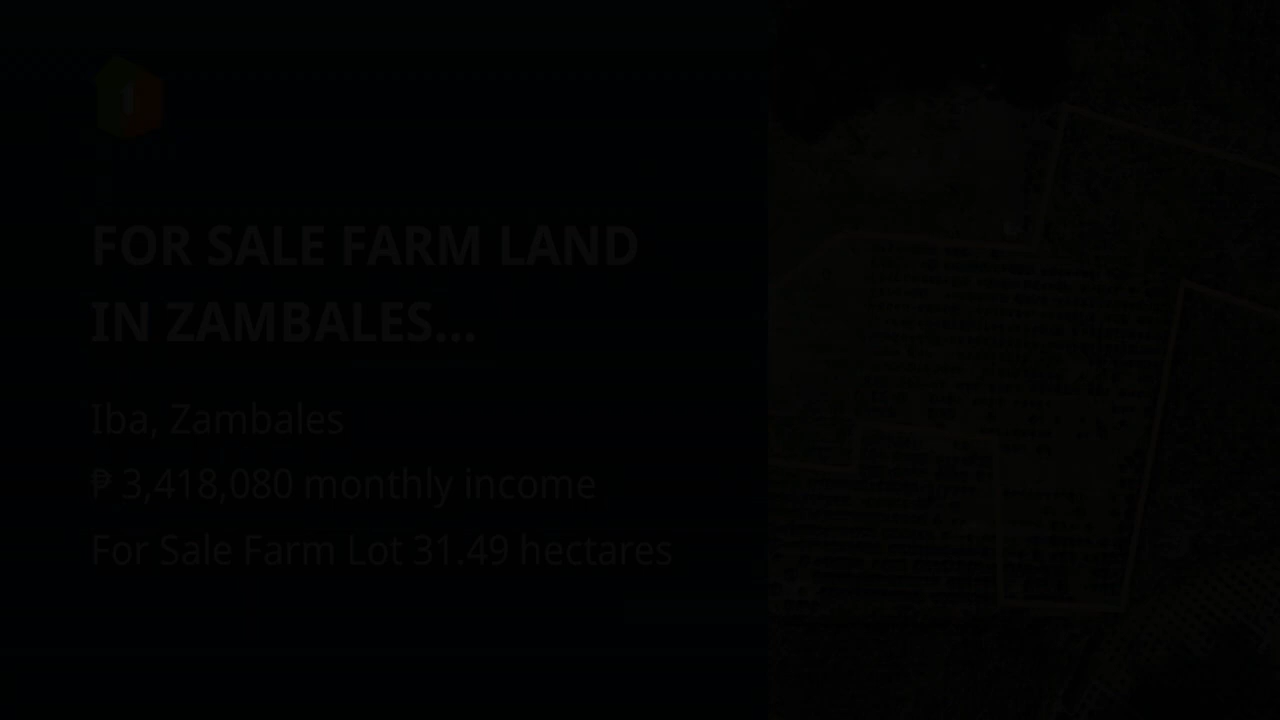 1
FOR SALE FARM LAND
IN ZAMBALES...
Iba, Zambales
₱ 3,418,080 monthly income
For Sale Farm Lot 31.49 hectares